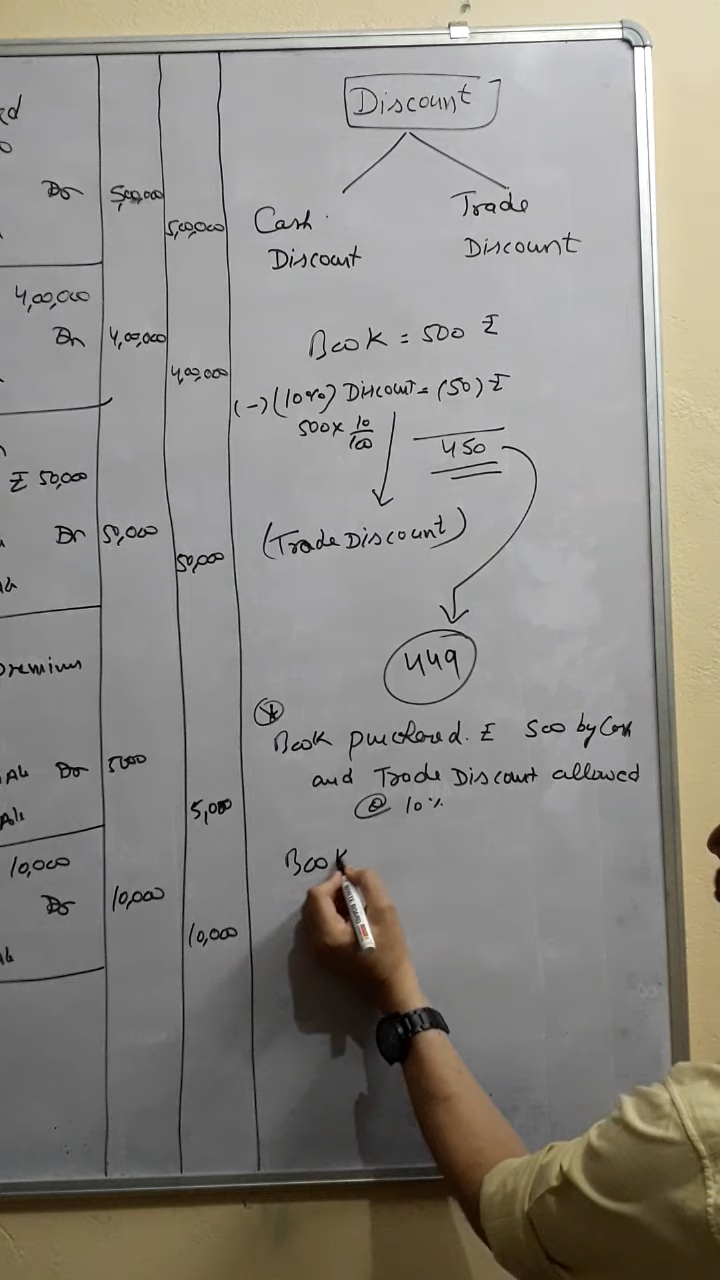 Dr 5,00,000
5,00,000
4,00,000
Dr 4,00,000
4,00,000
₹ 50,000
Dr 50,000
50,000
premium
Dr 5000
5,000
10,000
Dr 10,000
10,000
Discount
Cash Trade
Discount Discount
Book = 500 ₹
(-) (10%) Discount = (50) ₹
500 × 10/100
450
(Trade Discount)
449
Book purchased. ₹ 500 by Cash
and Trade Discount allowed
@ 10%
Book
WHITE BOARD